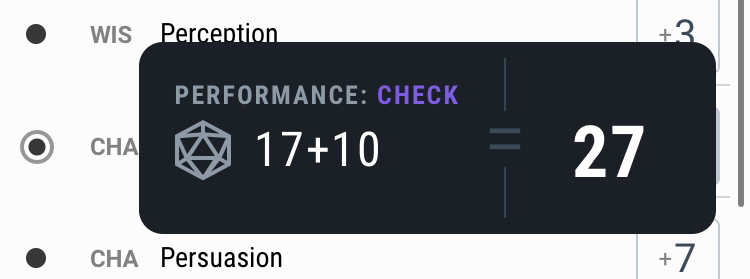 WIS Perception +3
PERFORMANCE: CHECK
17+10 = 27
CHA
CHA Persuasion +7